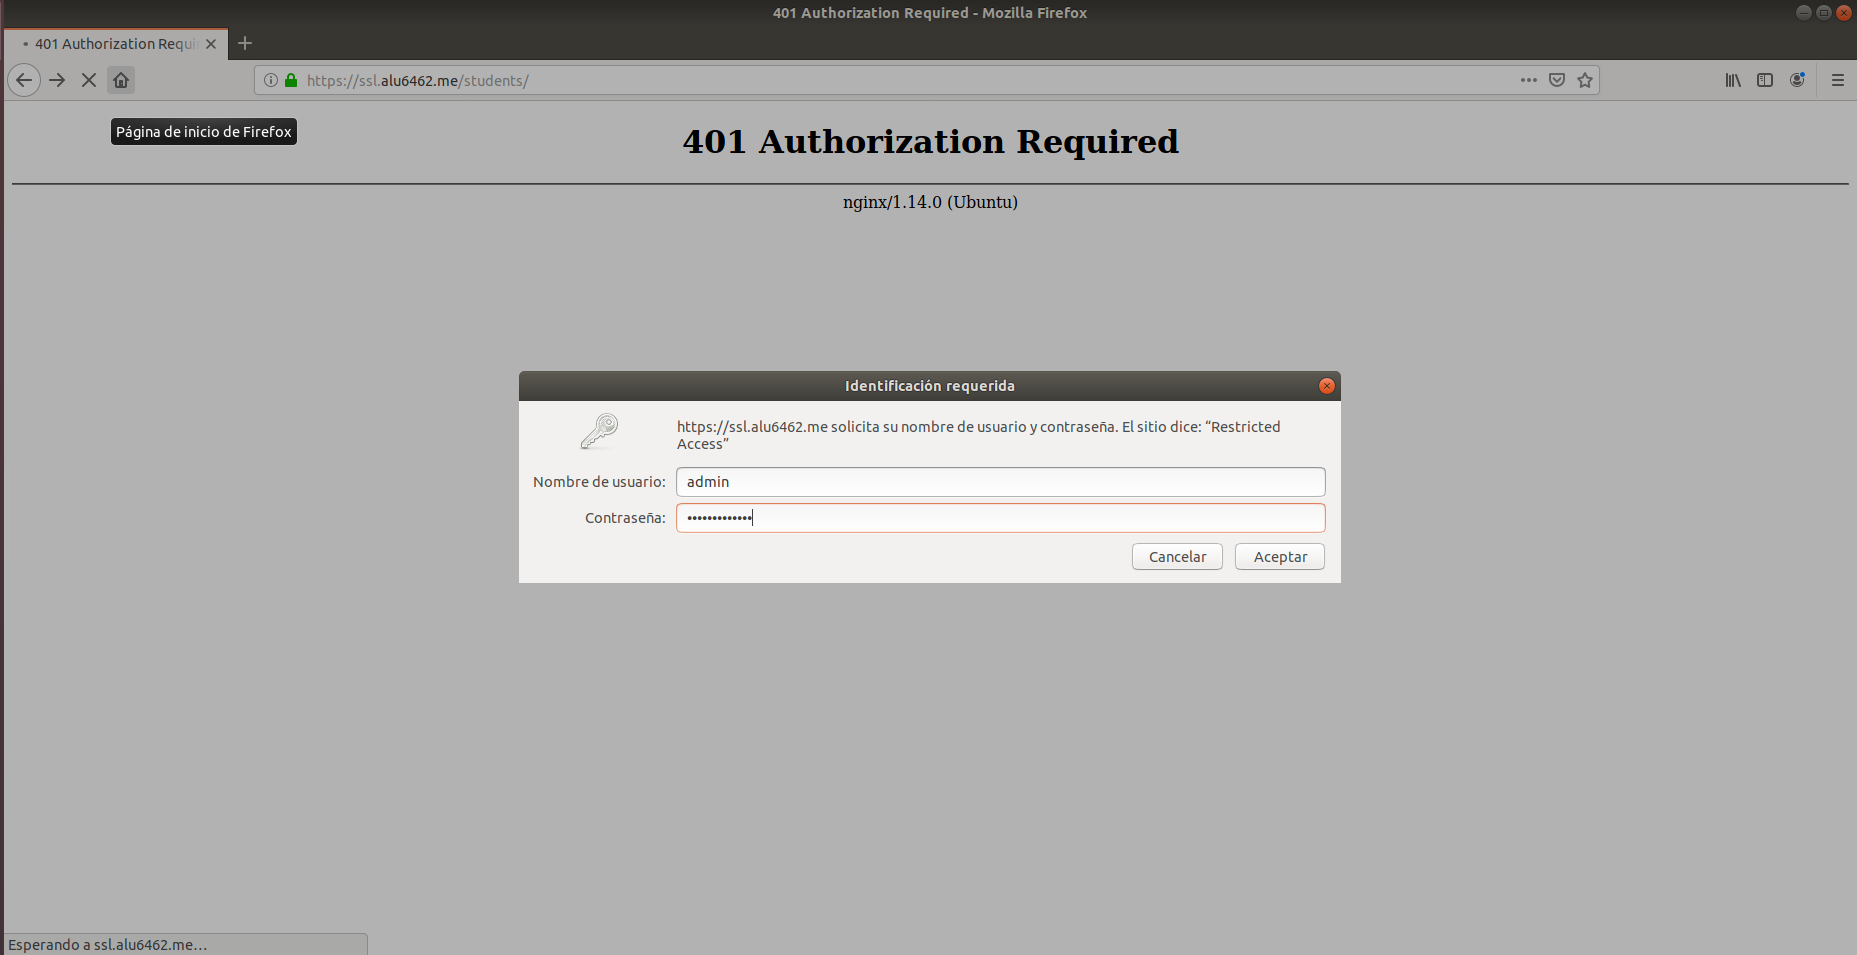 401 Authorization Required - Mozilla Firefox
401 Authorization Requi
https://ssl.alu6462.me/students/
Página de inicio de Firefox
401 Authorization Required
nginx/1.14.0 (Ubuntu)
Identificación requerida
https://ssl.alu6462.me solicita su nombre de usuario y contraseña. El sitio dice: “Restricted
Access”
Nombre de usuario: admin
Contraseña: •••••••••••••
Cancelar Aceptar
Esperando a ssl.alu6462.me…